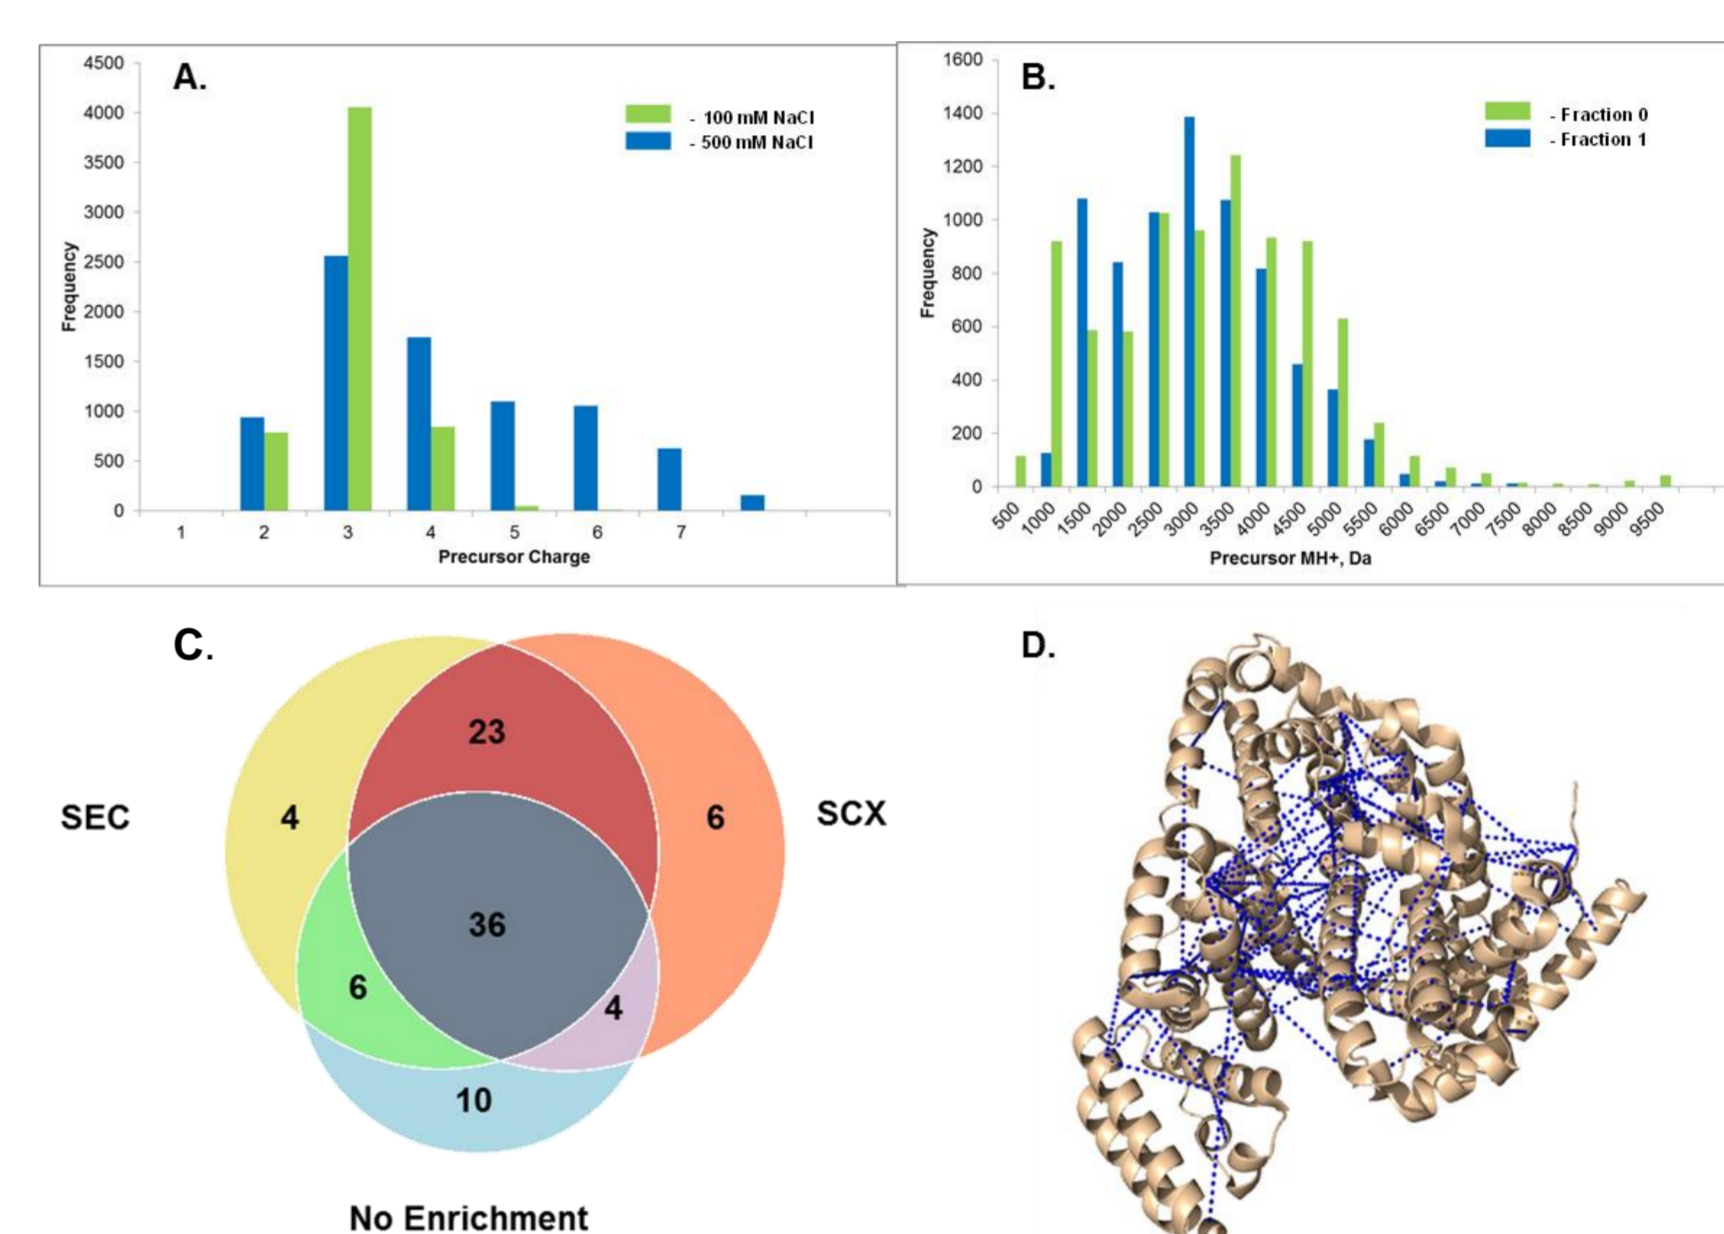 A.
4500
4000
3500
3000
2500
2000
1500
1000
500
0
Frequency
- 100 mM NaCl
- 500 mM NaCl
1 2 3 4 5 6 7
Precursor Charge
B.
1600
1400
1200
1000
800
600
400
200
0
Frequency
- Fraction 0
- Fraction 1
500 1000 1500 2000 2500 3000 3500 4000 4500 5000 5500 6000 6500 7000 7500 8000 8500 9000 9500
Precursor MH+, Da
C.
23
SEC
4
6
SCX
36
6
4
10
No Enrichment
D.